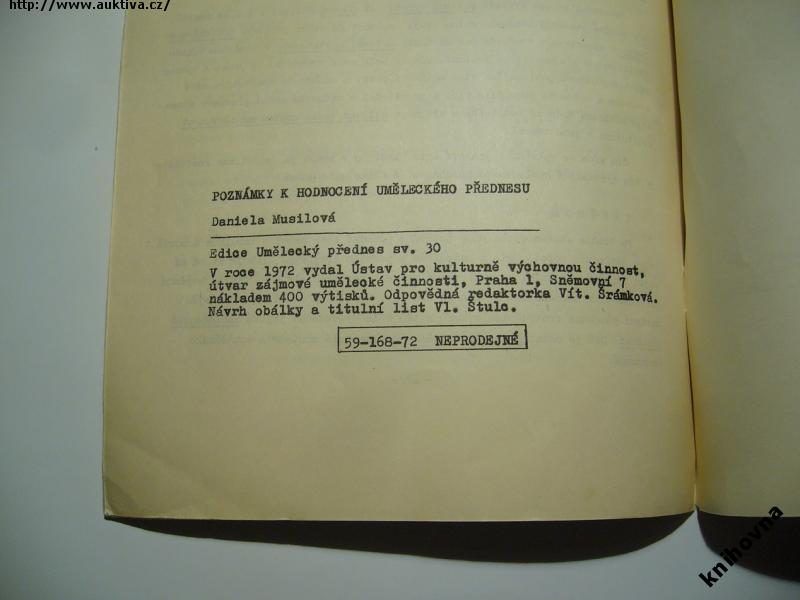 http://www.auktiva.cz/
POZNÁMKY K HODNOCENÍ UMĚLECKÉHO PŘEDNESU
Daniela Musilová
Edice Umělecký přednes sv. 30
V roce 1972 vydal Ústav pro kulturně výchovnou činnost,
útvar zájmové umělecké činnosti, Praha 1, Sněmovní 7
nákladem 400 výtisků. Odpovědná redaktorka Vít. Šrámková.
Návrh obálky a titulní list Vl. Štulc.
59-168-72 NEPRODEJNÉ
knihovna